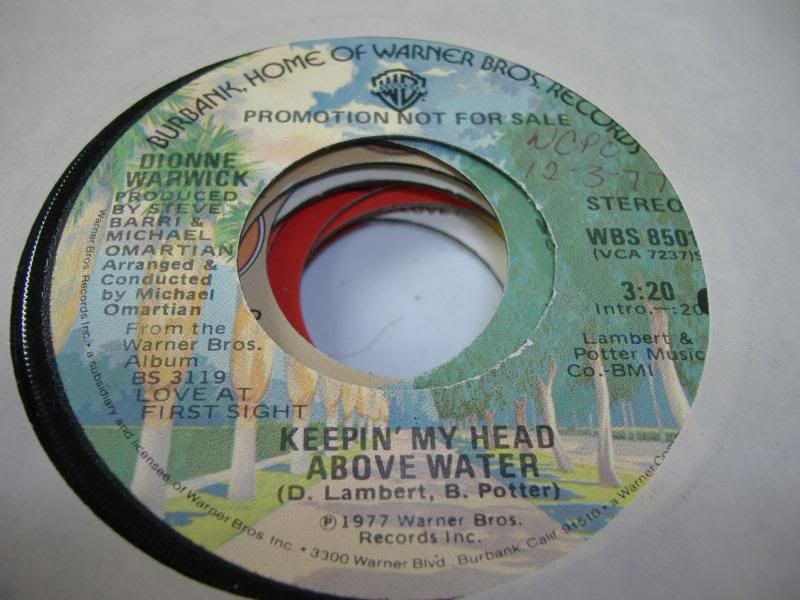 BURBANK, HOME OF WARNER BROS. RECORDS
WB
PROMOTION NOT FOR SALE
NCPC
12-3-77
DIONNE
WARWICK
PRODUCED
BY STEVE
BARRI &
MICHAEL
OMARTIAN
Arranged &
Conducted
by Michael
Omartian
From the
Warner Bros.
Album
BS 3119
LOVE AT
FIRST SIGHT
STEREO
WBS 8501
(VCA 7237)S
3:20
Intro.—:20
Lambert &
Potter Music
Co.-BMI
KEEPIN' MY HEAD
ABOVE WATER
(D. Lambert, B. Potter)
℗1977 Warner Bros.
Records Inc.
Warner Bros. Records Inc. • a subsidiary and licensee of Warner Bros. Inc. • 3300 Warner Blvd., Burbank, Calif. 91510 • a Warner
LOVE